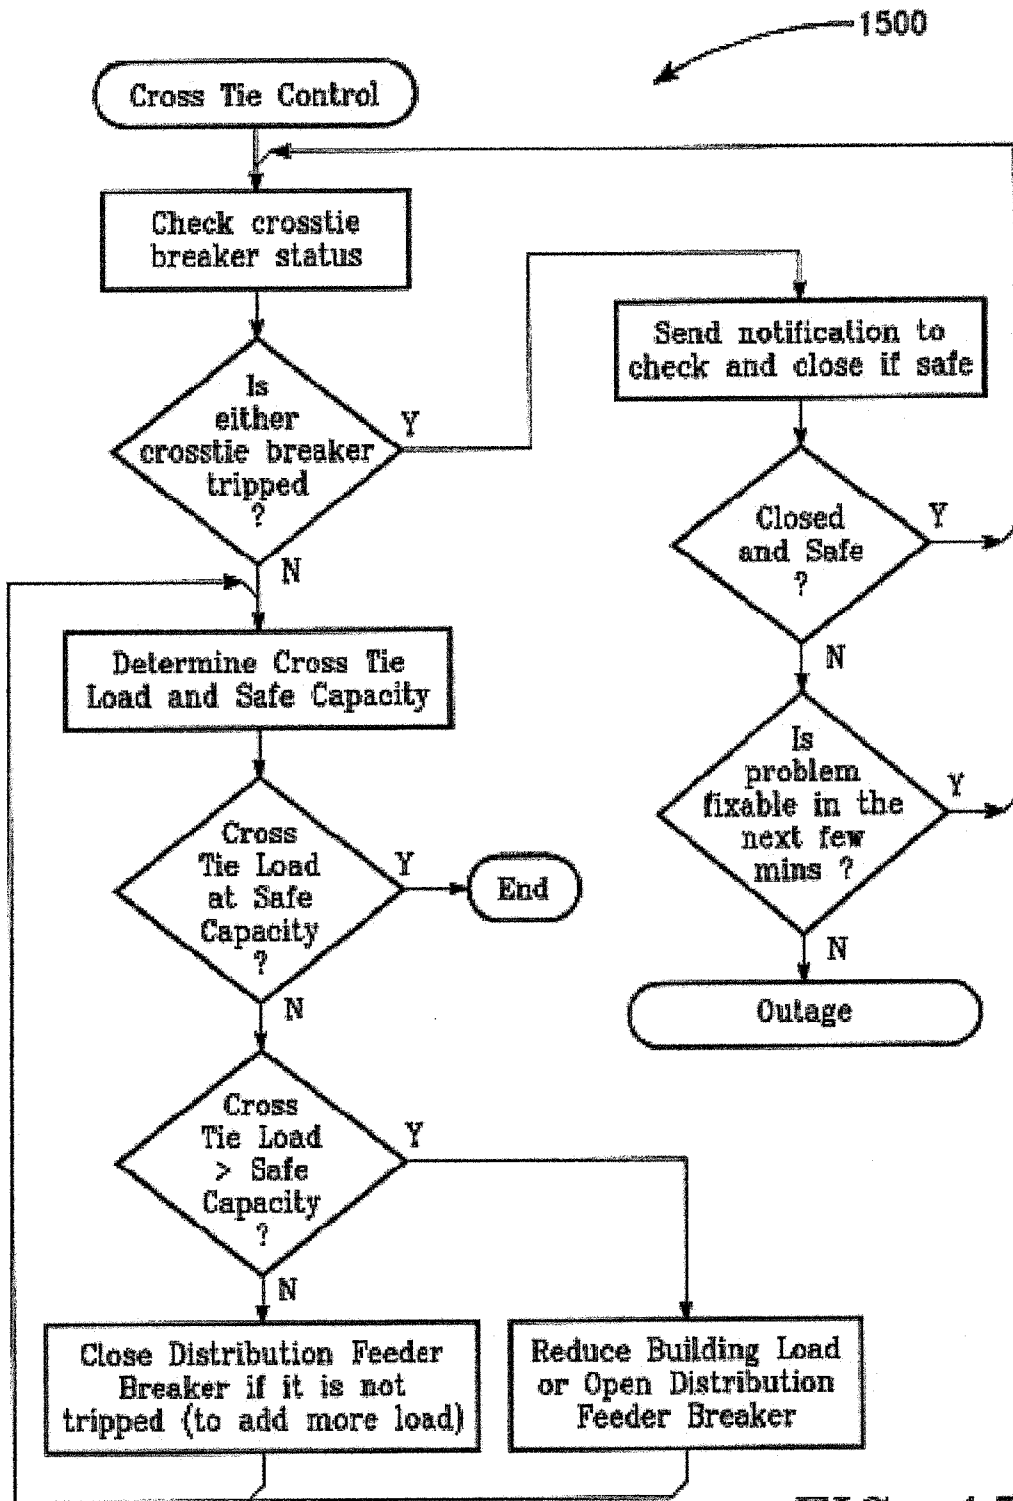 1500
Cross Tie Control
Check crosstie
breaker status
Is
either
crosstie breaker
tripped
?
Y
N
Send notification to
check and close if safe
Closed
and Safe
?
Y
N
Is
problem
fixable in the
next few
mins ?
Y
N
Outage
Determine Cross Tie
Load and Safe Capacity
Cross
Tie Load
at Safe
Capacity
?
Y
End
N
Cross
Tie Load
> Safe
Capacity
?
Y
N
Close Distribution Feeder
Breaker if it is not
tripped (to add more load)
Reduce Building Load
or Open Distribution
Feeder Breaker